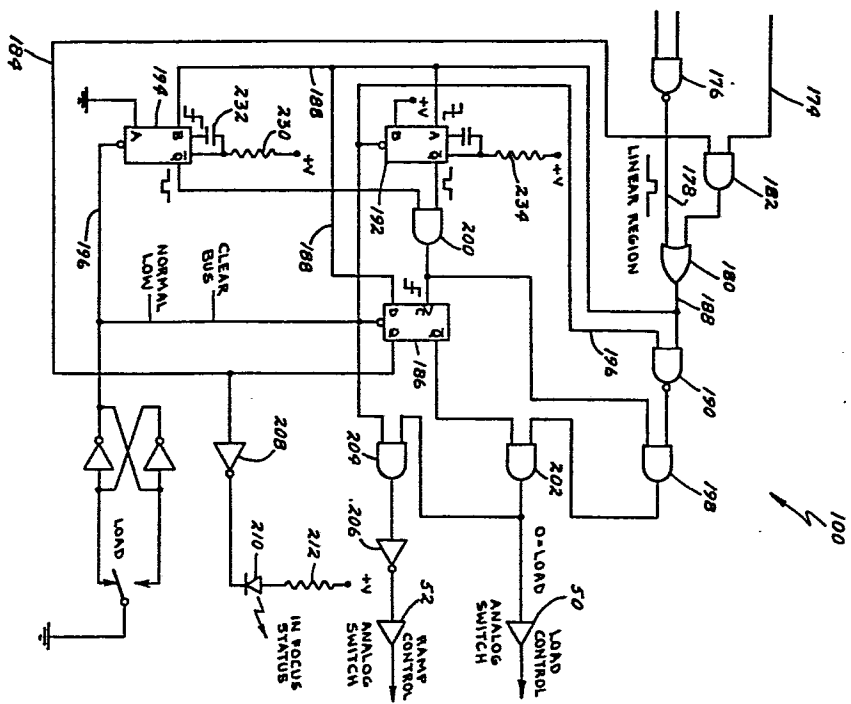 100
174
182
176
180
188
190
198
178
LINEAR REGION
196
50
LOAD CONTROL
ANALOG SWITCH
202
O=LOAD
+V
234
200
A Q̄
B
+V
192
C Q̄
D Q
186
52
RAMP CONTROL
ANALOG SWITCH
204
206
188
188
+V
230
232
B Q̄
A
194
+V
212
210
IN FOCUS
STATUS
208
CLEAR
BUS
NORMAL
LOW
196
LOAD
184